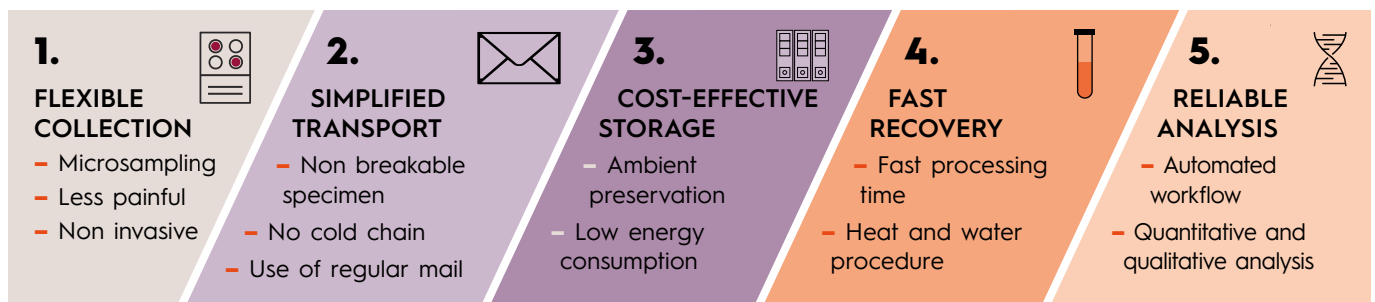 1.
FLEXIBLE
COLLECTION
– Microsampling
– Less painful
– Non invasive
2.
SIMPLIFIED
TRANSPORT
– Non breakable
specimen
– No cold chain
– Use of regular mail
3.
COST-EFFECTIVE
STORAGE
– Ambient
preservation
– Low energy
consumption
4.
FAST
RECOVERY
– Fast processing
time
– Heat and water
procedure
5.
RELIABLE
ANALYSIS
– Automated
workflow
– Quantitative and
qualitative analysis